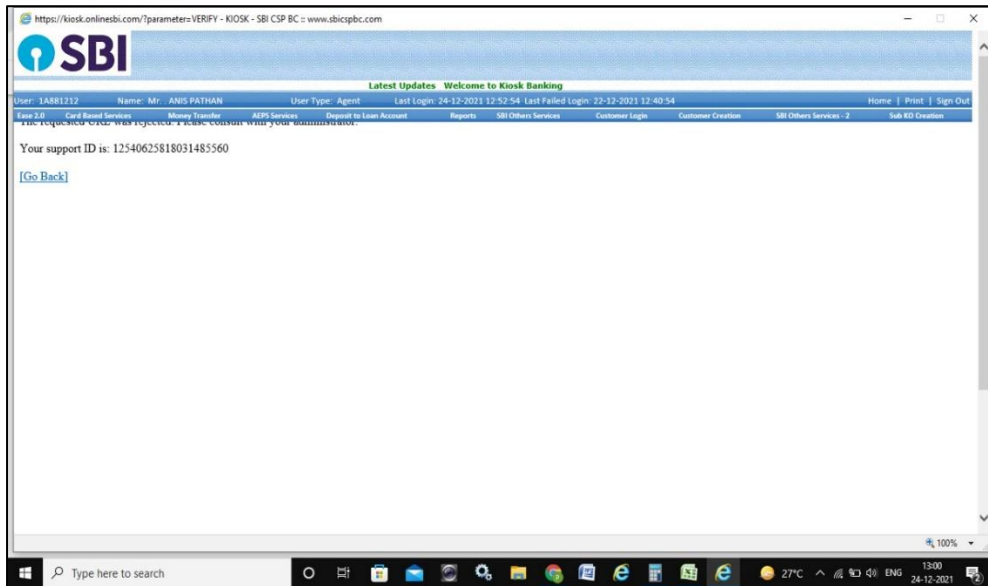 https://kiosk.onlinesbi.com/?parameter=VERIFY - KIOSK - SBI CSP BC :: www.sbicspbc.com
SBI
Latest Updates Welcome to Kiosk Banking
User: 1A8B1212 Name: Mr. . ANIS PATHAN User Type: Agent Last Login: 24-12-2021 12:52:54 Last Failed Login: 22-12-2021 12:40:54 Home | Print | Sign Out
Ease 2.0 Card Based Services Money Transfer AEPS Services Deposit to Loan Account Reports SBI Others Services Customer Login Customer Creation SBI Others Services - 2 Sub KO Creation
The requested URL was rejected. Please consult with your administrator.
Your support ID is: 12540625818031485560
[Go Back]
100%
Type here to search 27°C ENG 13:00
24-12-2021
2